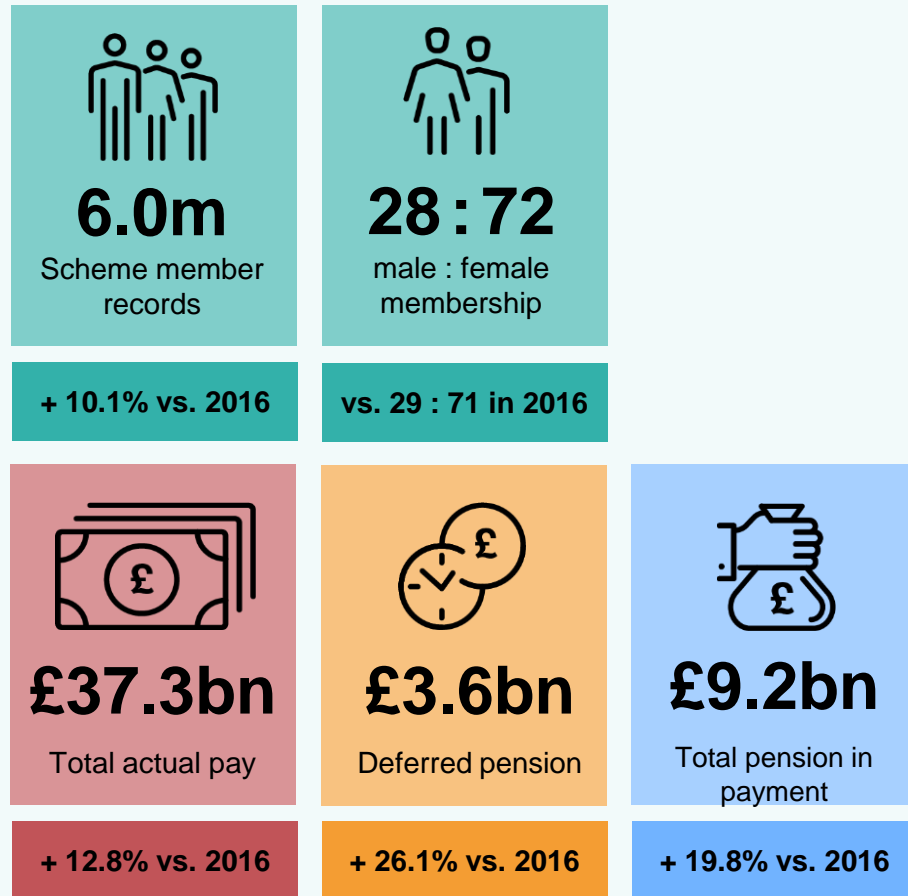 6.0m
Scheme member
records
+ 10.1% vs. 2016
28 : 72
male : female
membership
vs. 29 : 71 in 2016
£
£37.3bn
Total actual pay
+ 12.8% vs. 2016
£
£3.6bn
Deferred pension
+ 26.1% vs. 2016
£
£9.2bn
Total pension in
payment
+ 19.8% vs. 2016